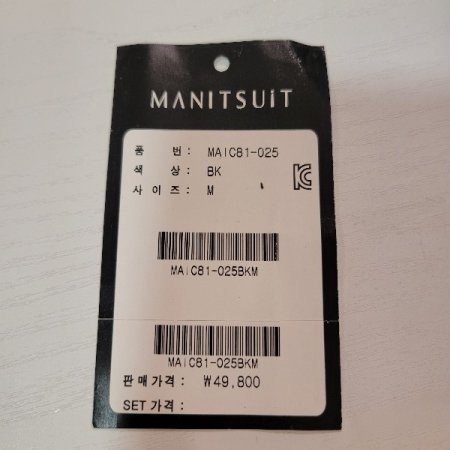 MANITSUIT
품 번 : MAIC81-025
색 상 : BK
사 이 즈 : M
MAIC81-025BKM
MAIC81-025BKM
판 매 가 격 : ₩49,800
SET 가 격 :